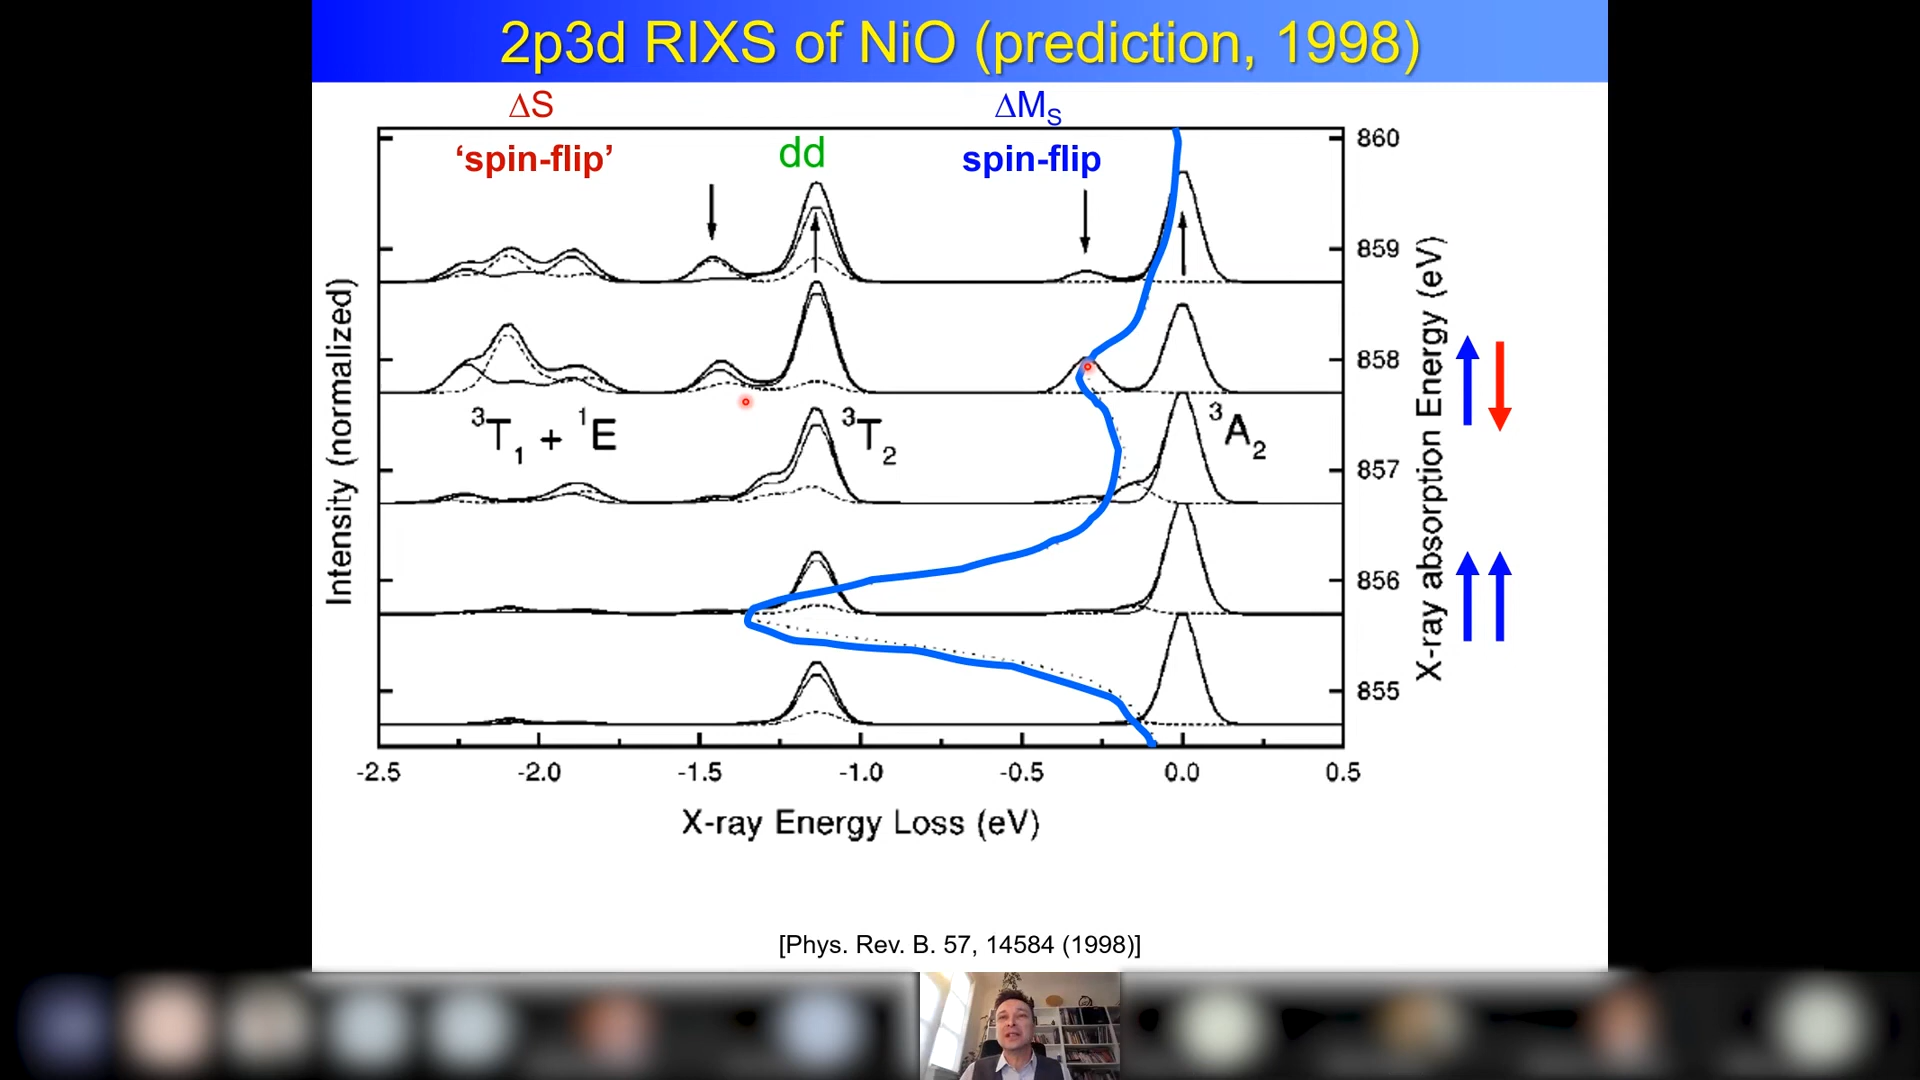 2p3d RIXS of NiO (prediction, 1998)
ΔS
ΔM_S
'spin-flip'
dd
spin-flip
860
859
858
857
856
855
X-ray absorption Energy (eV)
Intensity (normalized)
³T₁ + ¹E
³T₂
³A₂
-2.5 -2.0 -1.5 -1.0 -0.5 0.0 0.5
X-ray Energy Loss (eV)
[Phys. Rev. B. 57, 14584 (1998)]